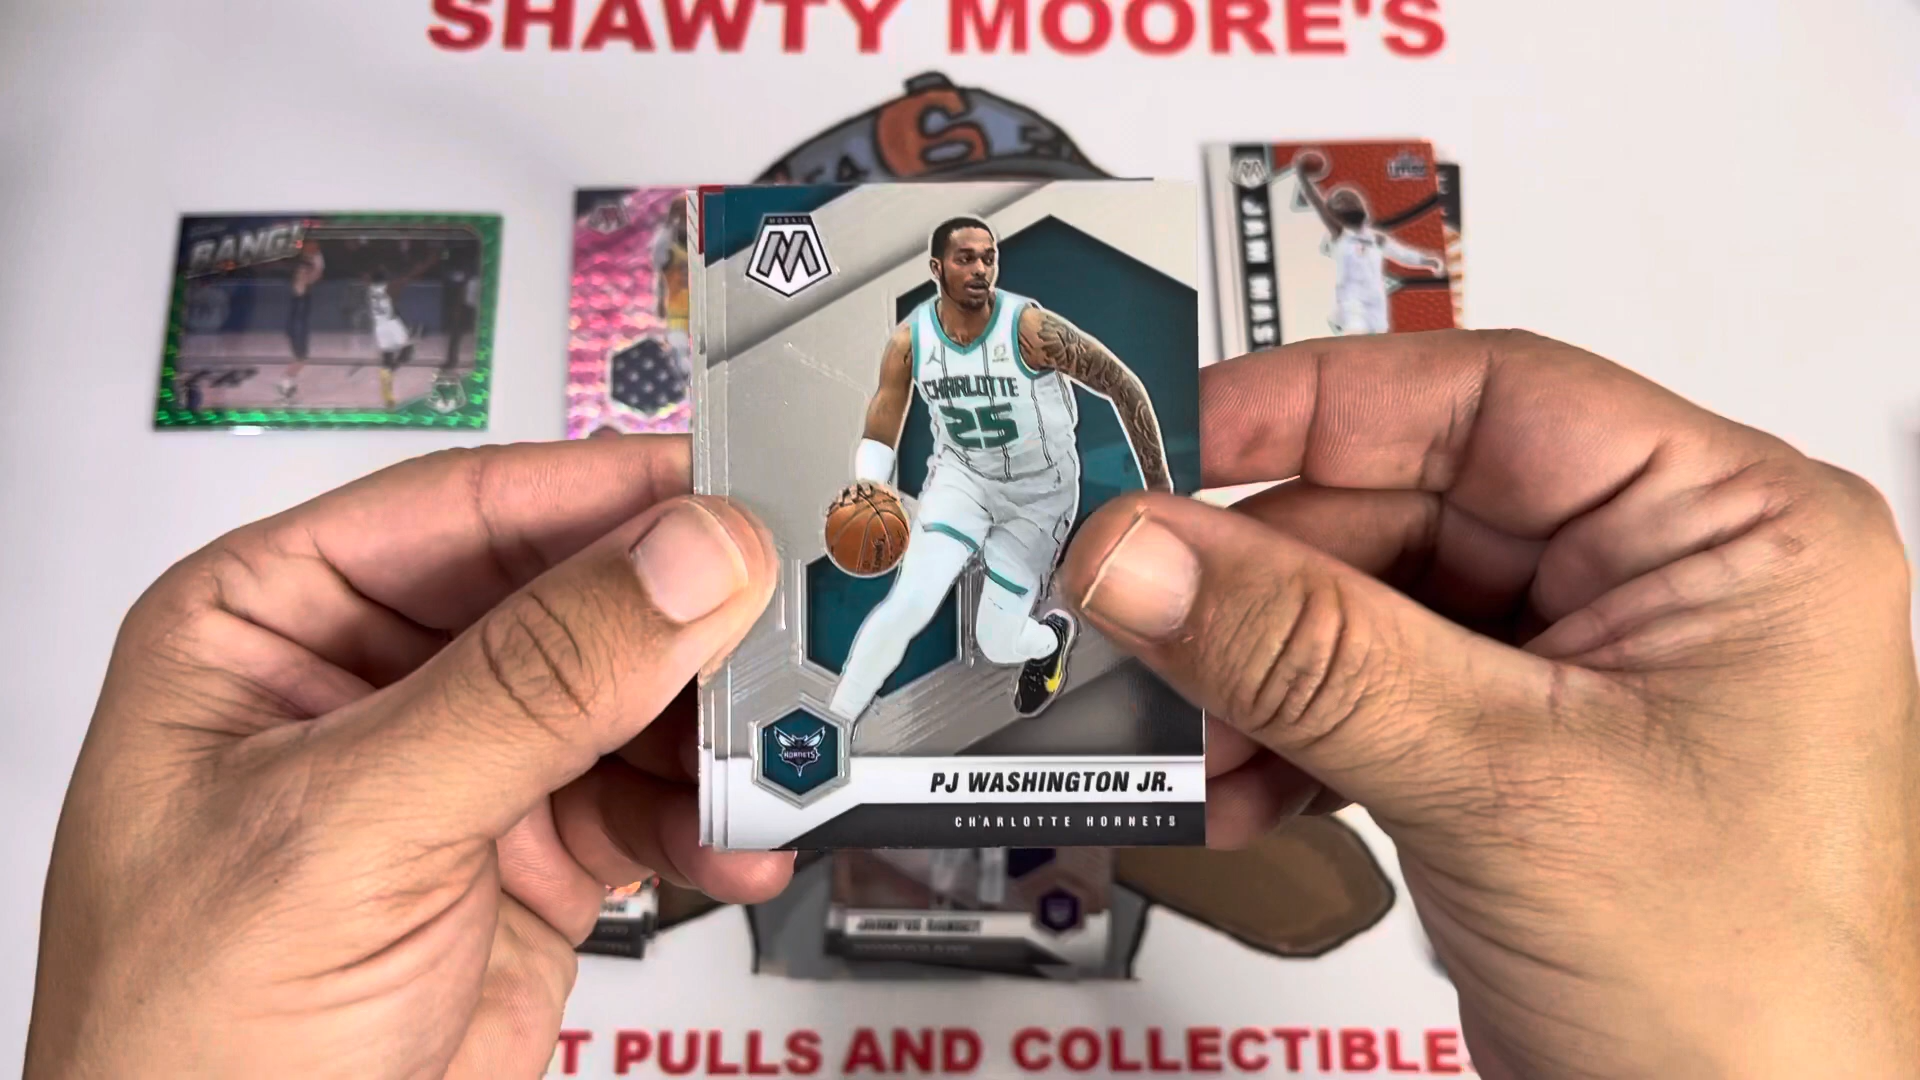 SHAWTY MOORE'S
BANG!
JAM MAS
MOSAIC
M
CHARLOTTE
25
HORNETS
PJ WASHINGTON JR.
CHARLOTTE HORNETS
T PULLS AND COLLECTIBLE